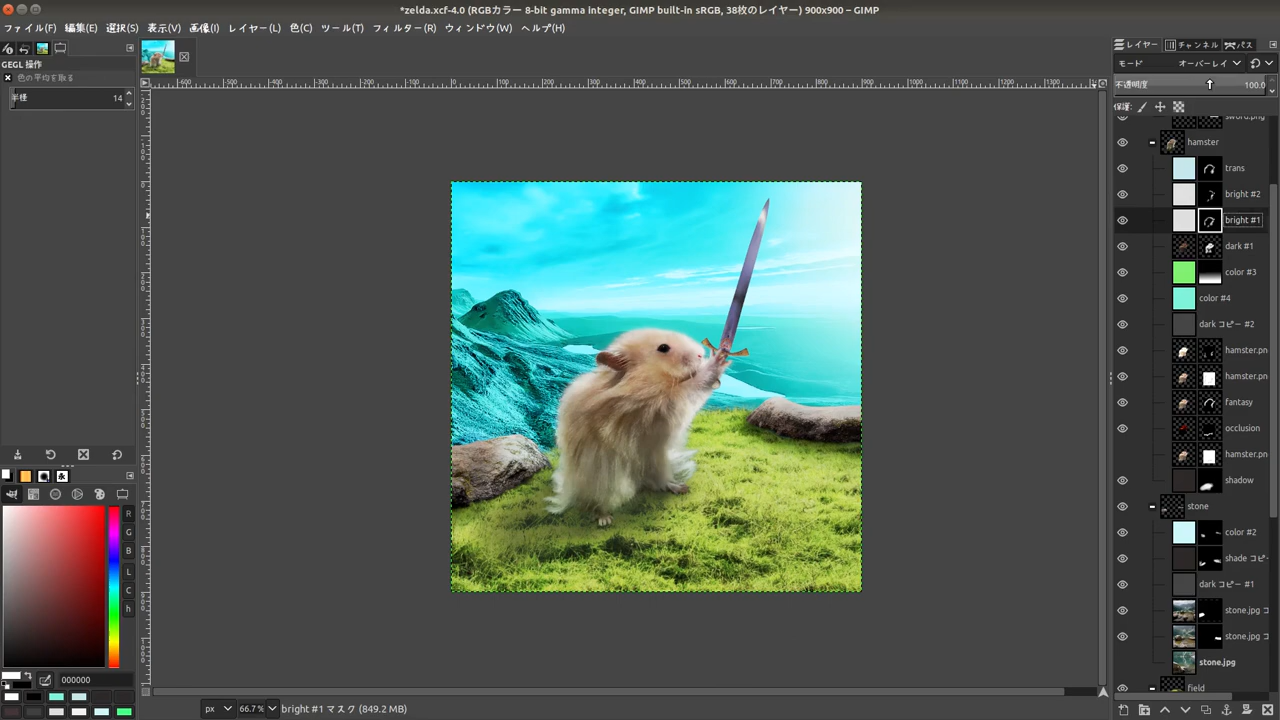 *zelda.xcf-4.0 (RGBカラー 8-bit gamma integer, GIMP built-in sRGB, 38枚のレイヤー) 900x900 – GIMP
ファイル(F) 編集(E) 選択(S) 表示(V) 画像(I) レイヤー(L) 色(C) ツール(T) フィルター(R) ウィンドウ(W) ヘルプ(H)
GEGL 操作
色の平均を取る
半径 14
レイヤー チャンネル パス
モード オーバーレイ
不透明度 100.0
保護:
sword.png
hamster
trans
bright #2
bright #1
dark #1
color #3
color #4
dark コピー #2
hamster.pn
hamster.pn
fantasy
occlusion
hamster.pn
shadow
stone
color #2
shade コピー
dark コピー #1
stone.jpg コ
stone.jpg コ
stone.jpg
field
R
G
B
L
C
h
000000
px 66.7 % bright #1 マスク (849.2 MB)